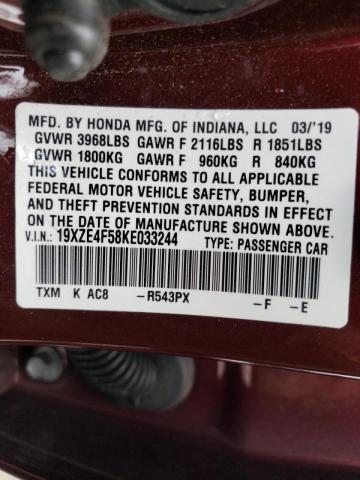 MFD. BY HONDA MFG. OF INDIANA, LLC 03/'19
GVWR 3968LBS GAWR F 2116LBS R 1851LBS
GVWR 1800KG GAWR F 960KG R 840KG
THIS VEHICLE CONFORMS TO ALL APPLICABLE
FEDERAL MOTOR VEHICLE SAFETY, BUMPER,
AND THEFT PREVENTION STANDARDS IN EFFECT
ON THE DATE OF MANUFACTURE SHOWN ABOVE.
V.I.N.: 19XZE4F58KE033244 TYPE: PASSENGER CAR
TXM K AC8 –R543PX –F –E